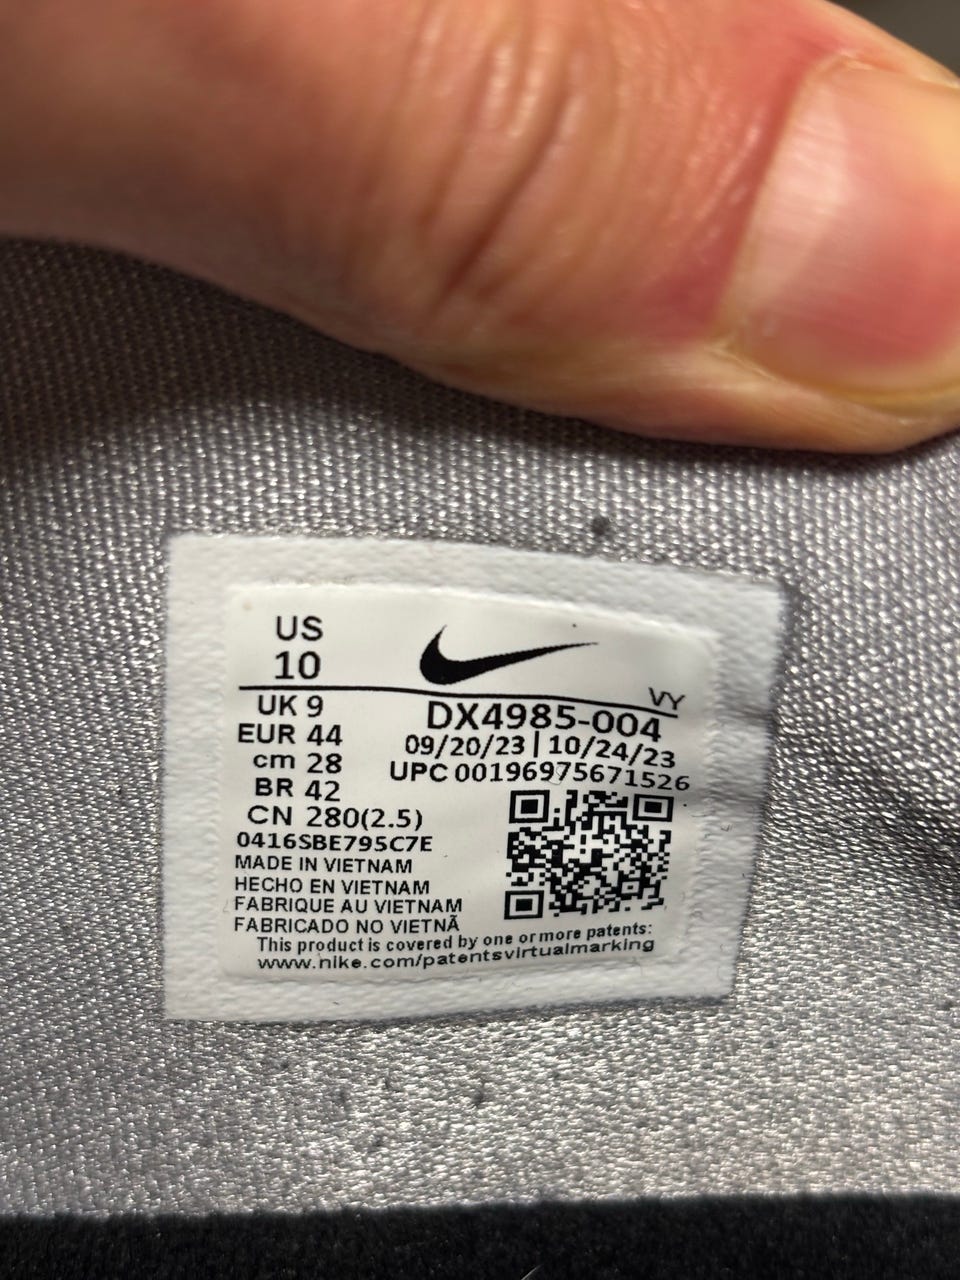 US
10
UK 9
EUR 44
cm 28
BR 42
CN 280(2.5)
VY
DX4985-004
09/20/23 | 10/24/23
UPC 00196975671526
0416SBE795C7E
MADE IN VIETNAM
HECHO EN VIETNAM
FABRIQUE AU VIETNAM
FABRICADO NO VIETNÃ
This product is covered by one or more patents:
www.nike.com/patentsvirtualmarking